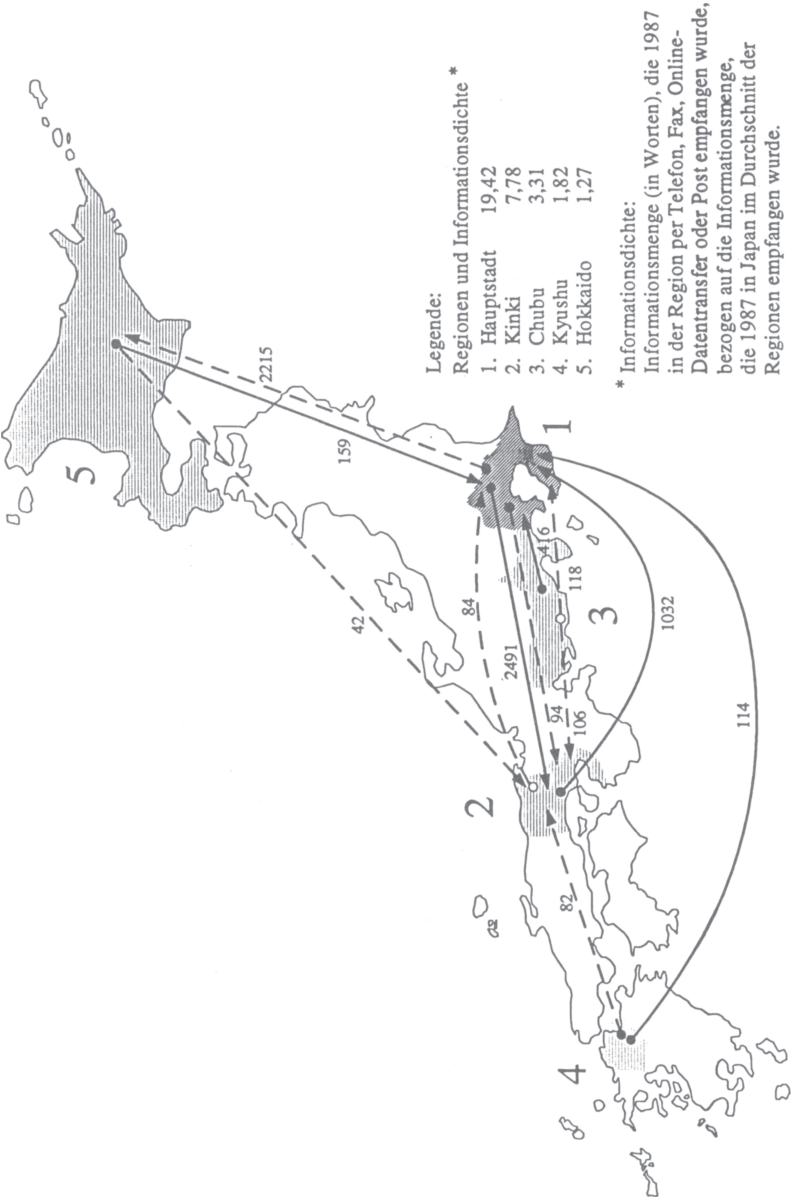 5
2215
159
42
84
2491
416
118
1
2
3
94
106
1032
114
82
4
Legende:
Regionen und Informationsdichte *
1. Hauptstadt 19,42
2. Kinki 7,78
3. Chubu 3,31
4. Kyushu 1,82
5. Hokkaido 1,27
* Informationsdichte:
Informationsmenge (in Worten), die 1987
in der Region per Telefon, Fax, Online-
Datentransfer oder Post empfangen wurde,
bezogen auf die Informationsmenge,
die 1987 in Japan im Durchschnitt der
Regionen empfangen wurde.